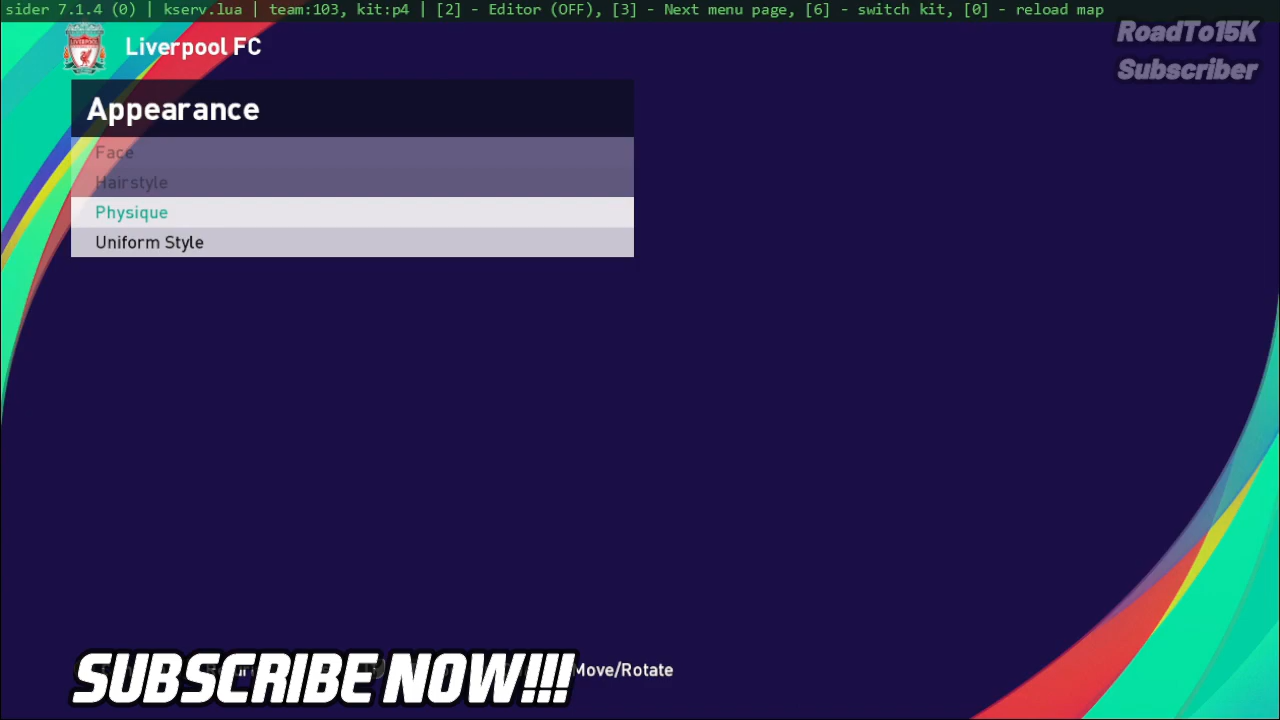 sider 7.1.4 (0) | kserv.lua | team:103, kit:p4 | [2] - Editor (OFF), [3] - Next menu page, [6] - switch kit, [0] - reload map
RoadTo15K
Subscriber
Liverpool FC
Appearance
Face
Hairstyle
Physique
Uniform Style
SUBSCRIBE NOW!!!
Move/Rotate